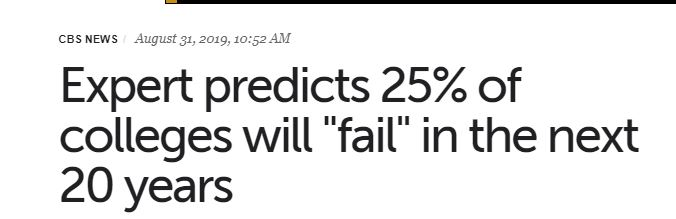 CBS NEWS / August 31, 2019, 10:52 AM
Expert predicts 25% of
colleges will "fail" in the next
20 years